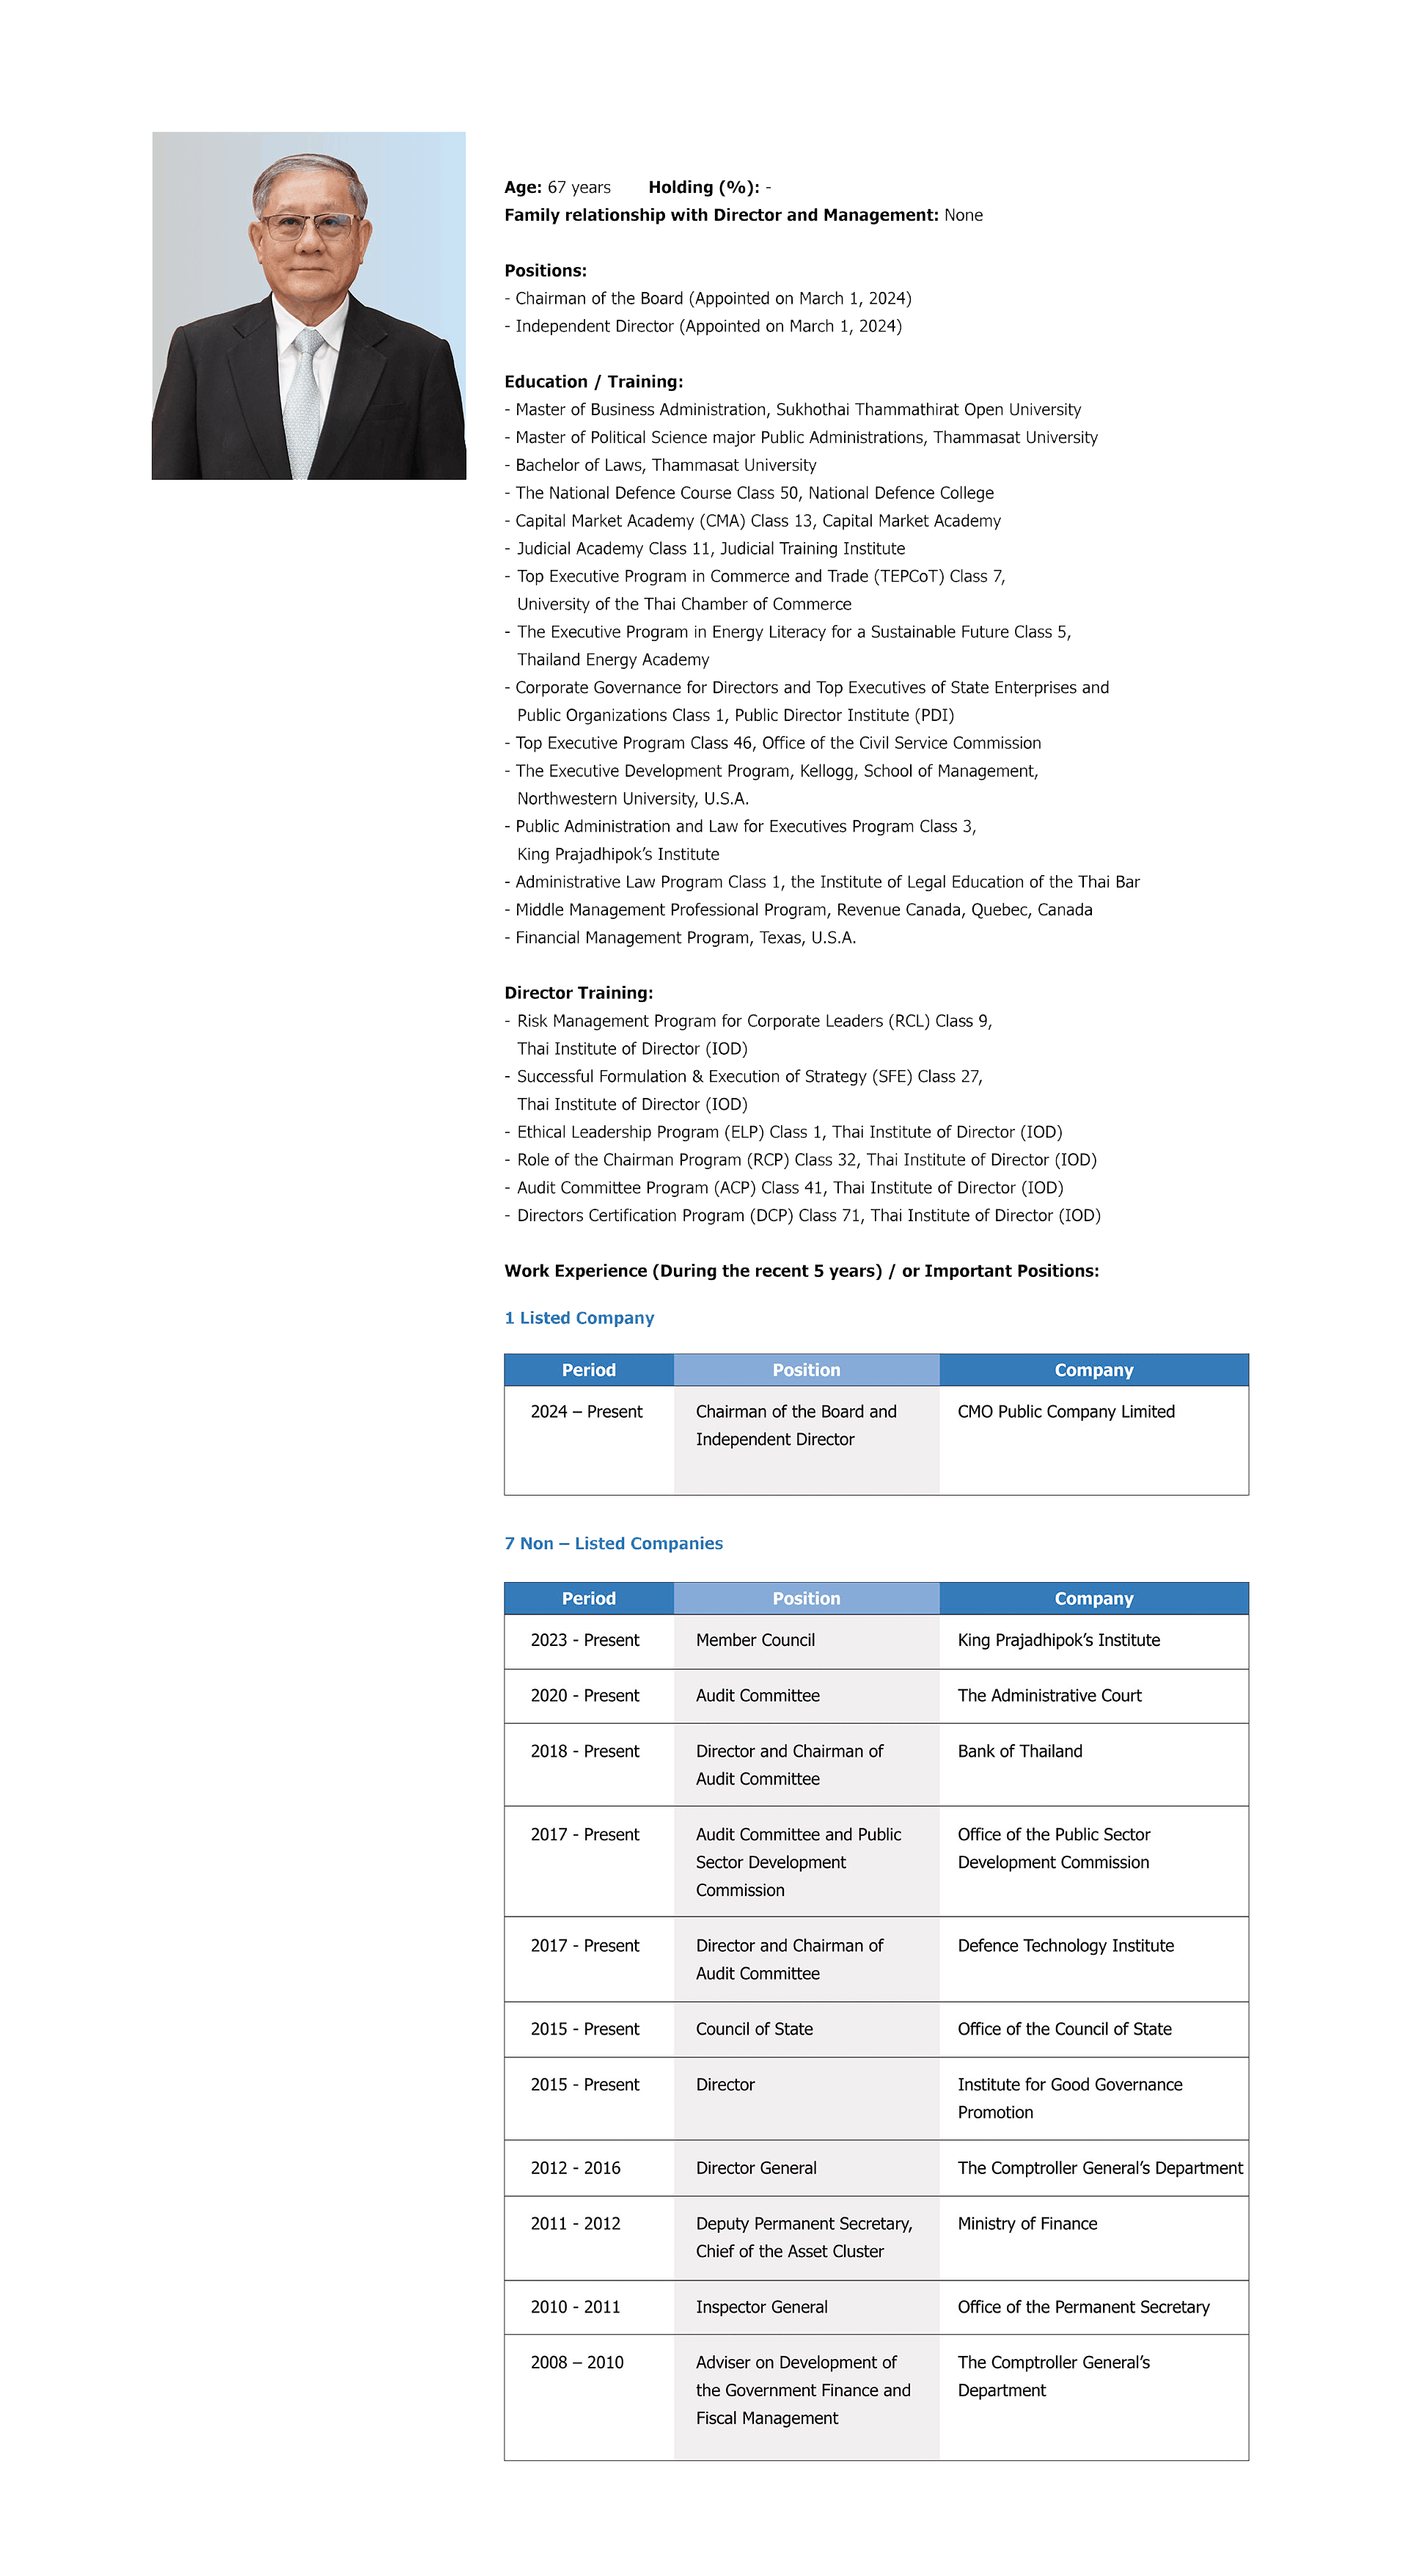 Age: 67 years Holding (%): -
Family relationship with Director and Management: None
Positions:
- Chairman of the Board (Appointed on March 1, 2024)
- Independent Director (Appointed on March 1, 2024)
Education / Training:
- Master of Business Administration, Sukhothai Thammathirat Open University
- Master of Political Science major Public Administrations, Thammasat University
- Bachelor of Laws, Thammasat University
- The National Defence Course Class 50, National Defence College
- Capital Market Academy (CMA) Class 13, Capital Market Academy
- Judicial Academy Class 11, Judicial Training Institute
- Top Executive Program in Commerce and Trade (TEPCoT) Class 7,
University of the Thai Chamber of Commerce
- The Executive Program in Energy Literacy for a Sustainable Future Class 5,
Thailand Energy Academy
- Corporate Governance for Directors and Top Executives of State Enterprises and
Public Organizations Class 1, Public Director Institute (PDI)
- Top Executive Program Class 46, Office of the Civil Service Commission
- The Executive Development Program, Kellogg, School of Management,
Northwestern University, U.S.A.
- Public Administration and Law for Executives Program Class 3,
King Prajadhipok’s Institute
- Administrative Law Program Class 1, the Institute of Legal Education of the Thai Bar
- Middle Management Professional Program, Revenue Canada, Quebec, Canada
- Financial Management Program, Texas, U.S.A.
Director Training:
- Risk Management Program for Corporate Leaders (RCL) Class 9,
Thai Institute of Director (IOD)
- Successful Formulation & Execution of Strategy (SFE) Class 27,
Thai Institute of Director (IOD)
- Ethical Leadership Program (ELP) Class 1, Thai Institute of Director (IOD)
- Role of the Chairman Program (RCP) Class 32, Thai Institute of Director (IOD)
- Audit Committee Program (ACP) Class 41, Thai Institute of Director (IOD)
- Directors Certification Program (DCP) Class 71, Thai Institute of Director (IOD)
Work Experience (During the recent 5 years) / or Important Positions:
1 Listed Company
Period Position Company
2024 – Present Chairman of the Board and CMO Public Company Limited
Independent Director
7 Non – Listed Companies
Period Position Company
2023 - Present Member Council King Prajadhipok’s Institute
2020 - Present Audit Committee The Administrative Court
2018 - Present Director and Chairman of Bank of Thailand
Audit Committee
2017 - Present Audit Committee and Public Office of the Public Sector
Sector Development Development Commission
Commission
2017 - Present Director and Chairman of Defence Technology Institute
Audit Committee
2015 - Present Council of State Office of the Council of State
2015 - Present Director Institute for Good Governance
Promotion
2012 - 2016 Director General The Comptroller General’s Department
2011 - 2012 Deputy Permanent Secretary, Ministry of Finance
Chief of the Asset Cluster
2010 - 2011 Inspector General Office of the Permanent Secretary
2008 – 2010 Adviser on Development of The Comptroller General’s
the Government Finance and Department
Fiscal Management